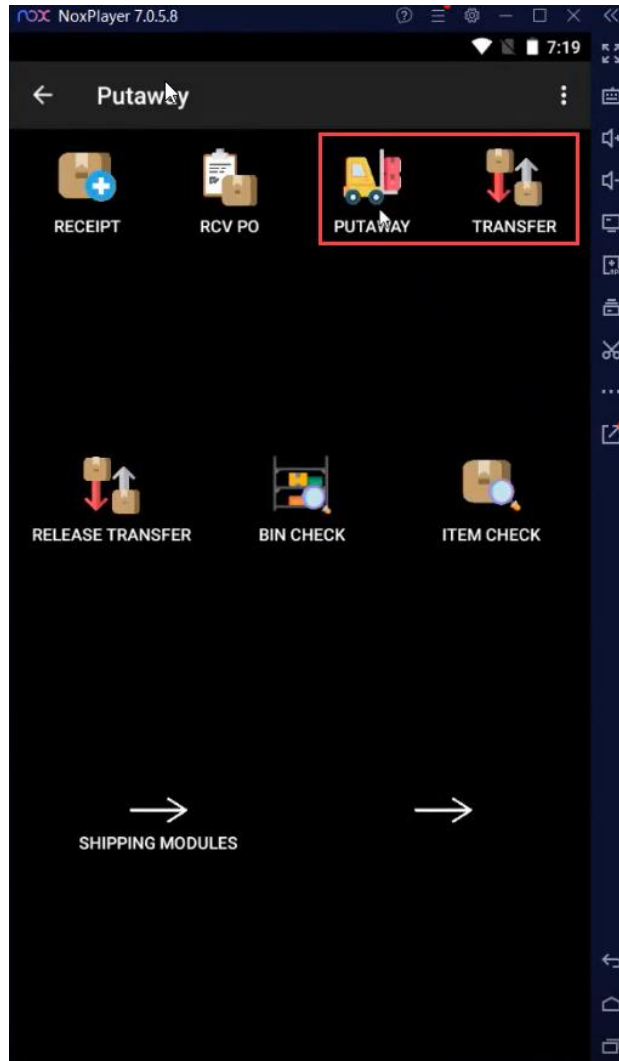 nox NoxPlayer 7.0.5.8
7:19
Putaway
RECEIPT
RCV PO
PUTAWAY
TRANSFER
RELEASE TRANSFER
BIN CHECK
ITEM CHECK
SHIPPING MODULES